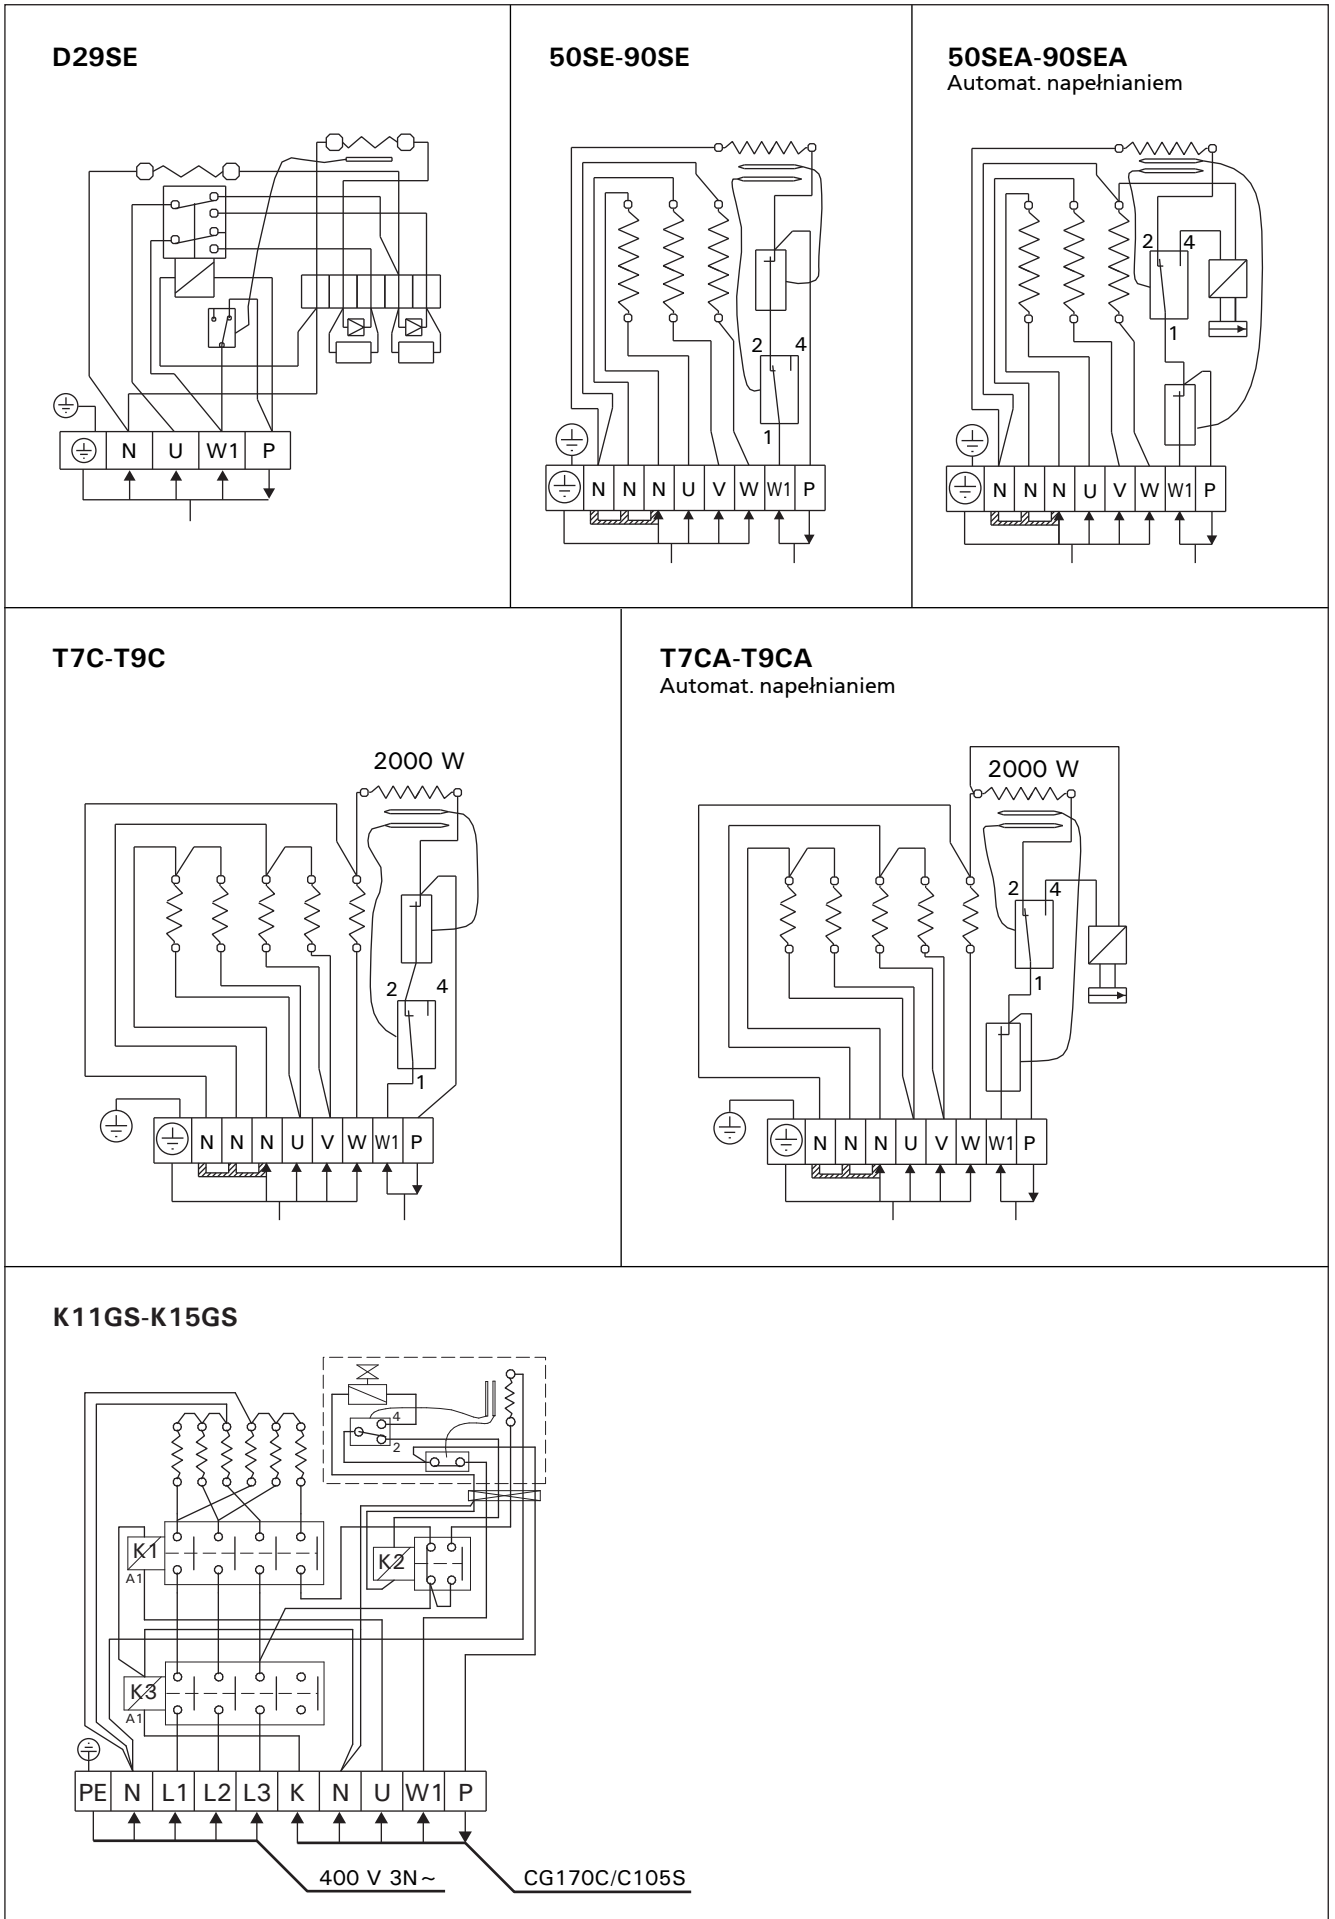 D29SE
N U W1 P
50SE-90SE
2 4
1
N N N U V W W1 P
50SEA-90SEA
Automat. napełnianiem
2 4
1
N N N U V W W1 P
T7C-T9C
2000 W
2 4
1
N N N U V W W1 P
T7CA-T9CA
Automat. napełnianiem
2000 W
2 4
1
N N N U V W W1 P
K11GS-K15GS
4
2
K1
A1
K2
K3
A1
PE N L1 L2 L3 K N U W1 P
400 V 3N~
CG170C/C105S